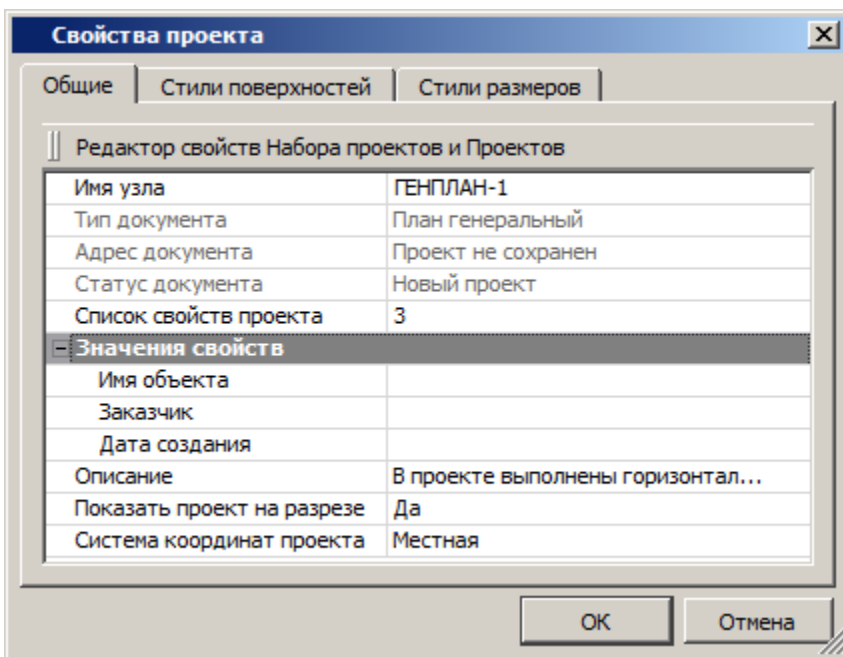 Свойства проекта
Общие Стили поверхностей Стили размеров
Редактор свойств Набора проектов и Проектов
Имя узла ГЕНПЛАН-1
Тип документа План генеральный
Адрес документа Проект не сохранен
Статус документа Новый проект
Список свойств проекта 3
Значения свойств
Имя объекта
Заказчик
Дата создания
Описание В проекте выполнены горизонтал...
Показать проект на разрезе Да
Система координат проекта Местная
ОК Отмена